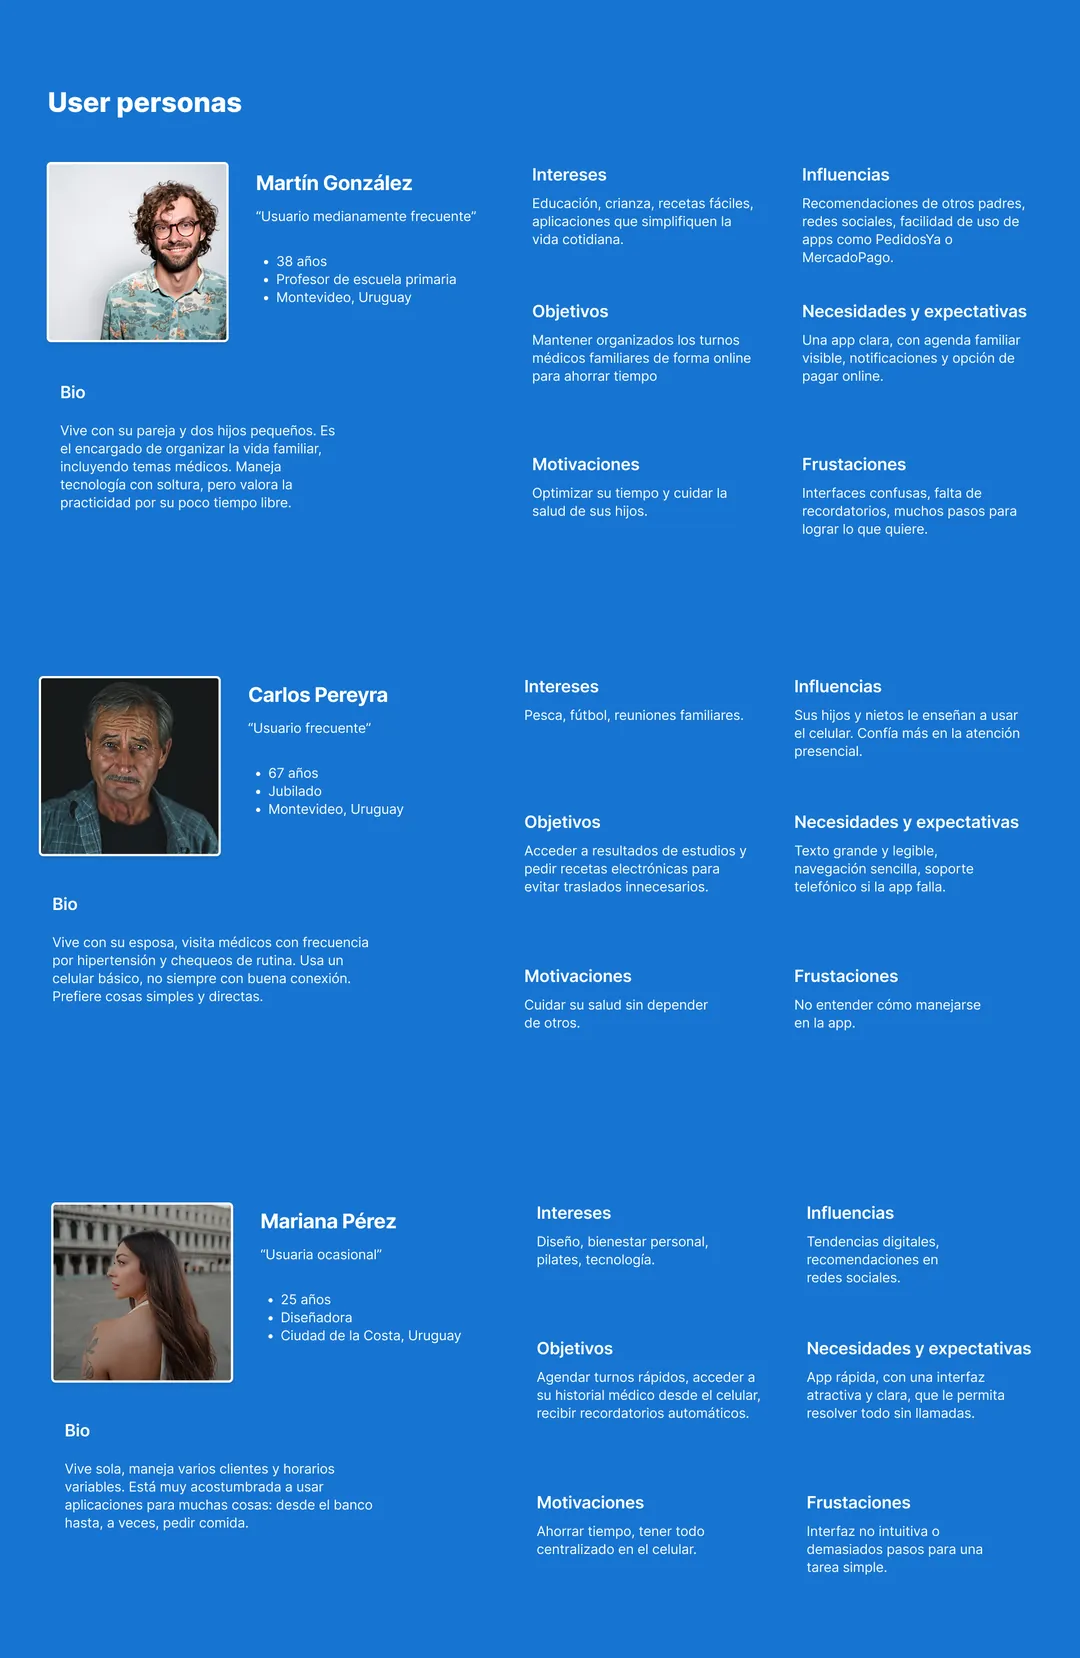 User personas
Martín González
“Usuario medianamente frecuente”
• 38 años
• Profesor de escuela primaria
• Montevideo, Uruguay
Bio
Vive con su pareja y dos hijos pequeños. Es
el encargado de organizar la vida familiar,
incluyendo temas médicos. Maneja
tecnología con soltura, pero valora la
practicidad por su poco tiempo libre.
Intereses
Educación, crianza, recetas fáciles,
aplicaciones que simplifiquen la
vida cotidiana.
Influencias
Recomendaciones de otros padres,
redes sociales, facilidad de uso de
apps como PedidosYa o
MercadoPago.
Objetivos
Mantener organizados los turnos
médicos familiares de forma online
para ahorrar tiempo
Necesidades y expectativas
Una app clara, con agenda familiar
visible, notificaciones y opción de
pagar online.
Motivaciones
Optimizar su tiempo y cuidar la
salud de sus hijos.
Frustaciones
Interfaces confusas, falta de
recordatorios, muchos pasos para
lograr lo que quiere.
Carlos Pereyra
“Usuario frecuente”
• 67 años
• Jubilado
• Montevideo, Uruguay
Bio
Vive con su esposa, visita médicos con frecuencia
por hipertensión y chequeos de rutina. Usa un
celular básico, no siempre con buena conexión.
Prefiere cosas simples y directas.
Intereses
Pesca, fútbol, reuniones familiares.
Influencias
Sus hijos y nietos le enseñan a usar
el celular. Confía más en la atención
presencial.
Objetivos
Acceder a resultados de estudios y
pedir recetas electrónicas para
evitar traslados innecesarios.
Necesidades y expectativas
Texto grande y legible,
navegación sencilla, soporte
telefónico si la app falla.
Motivaciones
Cuidar su salud sin depender
de otros.
Frustaciones
No entender cómo manejarse
en la app.
Mariana Pérez
“Usuaria ocasional”
• 25 años
• Diseñadora
• Ciudad de la Costa, Uruguay
Bio
Vive sola, maneja varios clientes y horarios
variables. Está muy acostumbrada a usar
aplicaciones para muchas cosas: desde el banco
hasta, a veces, pedir comida.
Intereses
Diseño, bienestar personal,
pilates, tecnología.
Influencias
Tendencias digitales,
recomendaciones en
redes sociales.
Objetivos
Agendar turnos rápidos, acceder a
su historial médico desde el celular,
recibir recordatorios automáticos.
Necesidades y expectativas
App rápida, con una interfaz
atractiva y clara, que le permita
resolver todo sin llamadas.
Motivaciones
Ahorrar tiempo, tener todo
centralizado en el celular.
Frustaciones
Interfaz no intuitiva o
demasiados pasos para una
tarea simple.